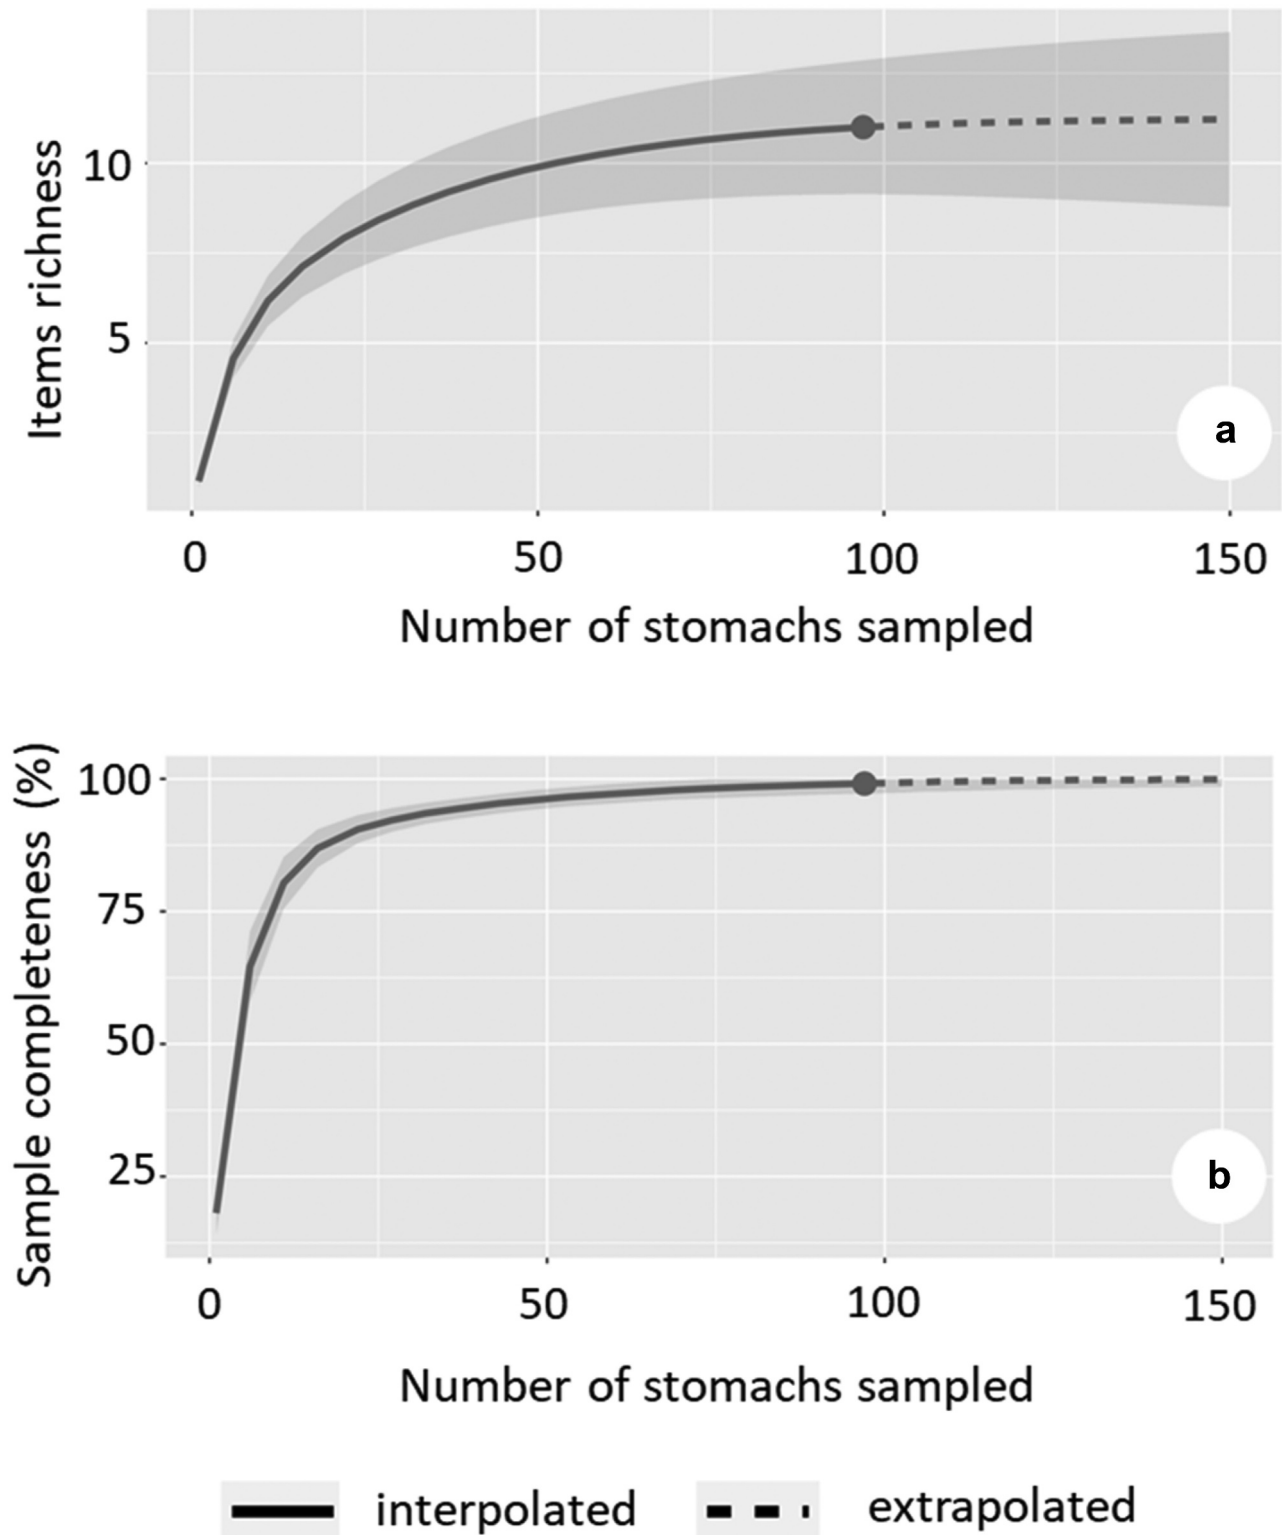 Items richness
10
5
a
0 50 100 150
Number of stomachs sampled
Sample completeness (%)
100
75
50
25
b
0 50 100 150
Number of stomachs sampled
interpolated extrapolated